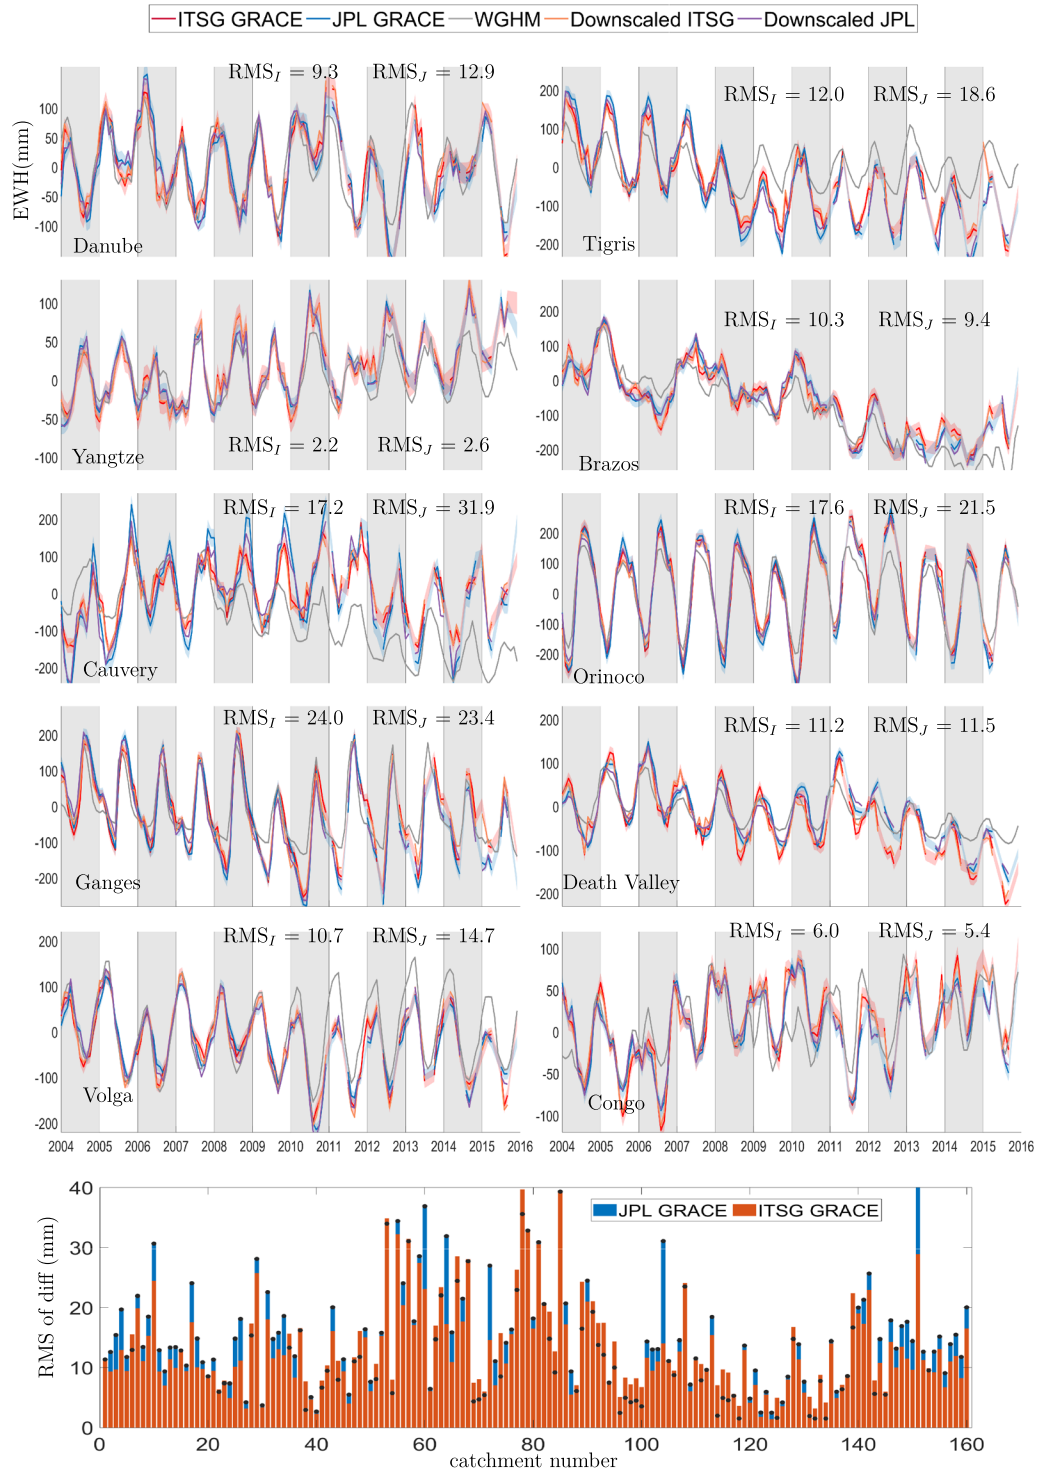 ITSG GRACE JPL GRACE WGHM Downscaled ITSG Downscaled JPL
EWH(mm)
100
50
0
-50
-100
RMS_I = 9.3 RMS_J = 12.9
Danube
200
100
0
-100
-200
RMS_I = 12.0 RMS_J = 18.6
Tigris
100
50
0
-50
-100
RMS_I = 2.2 RMS_J = 2.6
Yangtze
200
100
0
-100
-200
RMS_I = 10.3 RMS_J = 9.4
Brazos
200
100
0
-100
-200
RMS_I = 17.2 RMS_J = 31.9
Cauvery
200
100
0
-100
-200
RMS_I = 17.6 RMS_J = 21.5
Orinoco
200
100
0
-100
-200
RMS_I = 24.0 RMS_J = 23.4
Ganges
200
100
0
-100
-200
RMS_I = 11.2 RMS_J = 11.5
Death Valley
200
100
0
-100
-200
RMS_I = 10.7 RMS_J = 14.7
Volga
2004 2005 2006 2007 2008 2009 2010 2011 2012 2013 2014 2015 2016
100
50
0
-50
-100
RMS_I = 6.0 RMS_J = 5.4
Congo
2004 2005 2006 2007 2008 2009 2010 2011 2012 2013 2014 2015 2016
RMS of diff (mm)
40
30
20
10
0
JPL GRACE ITSG GRACE
0 20 40 60 80 100 120 140 160
catchment number